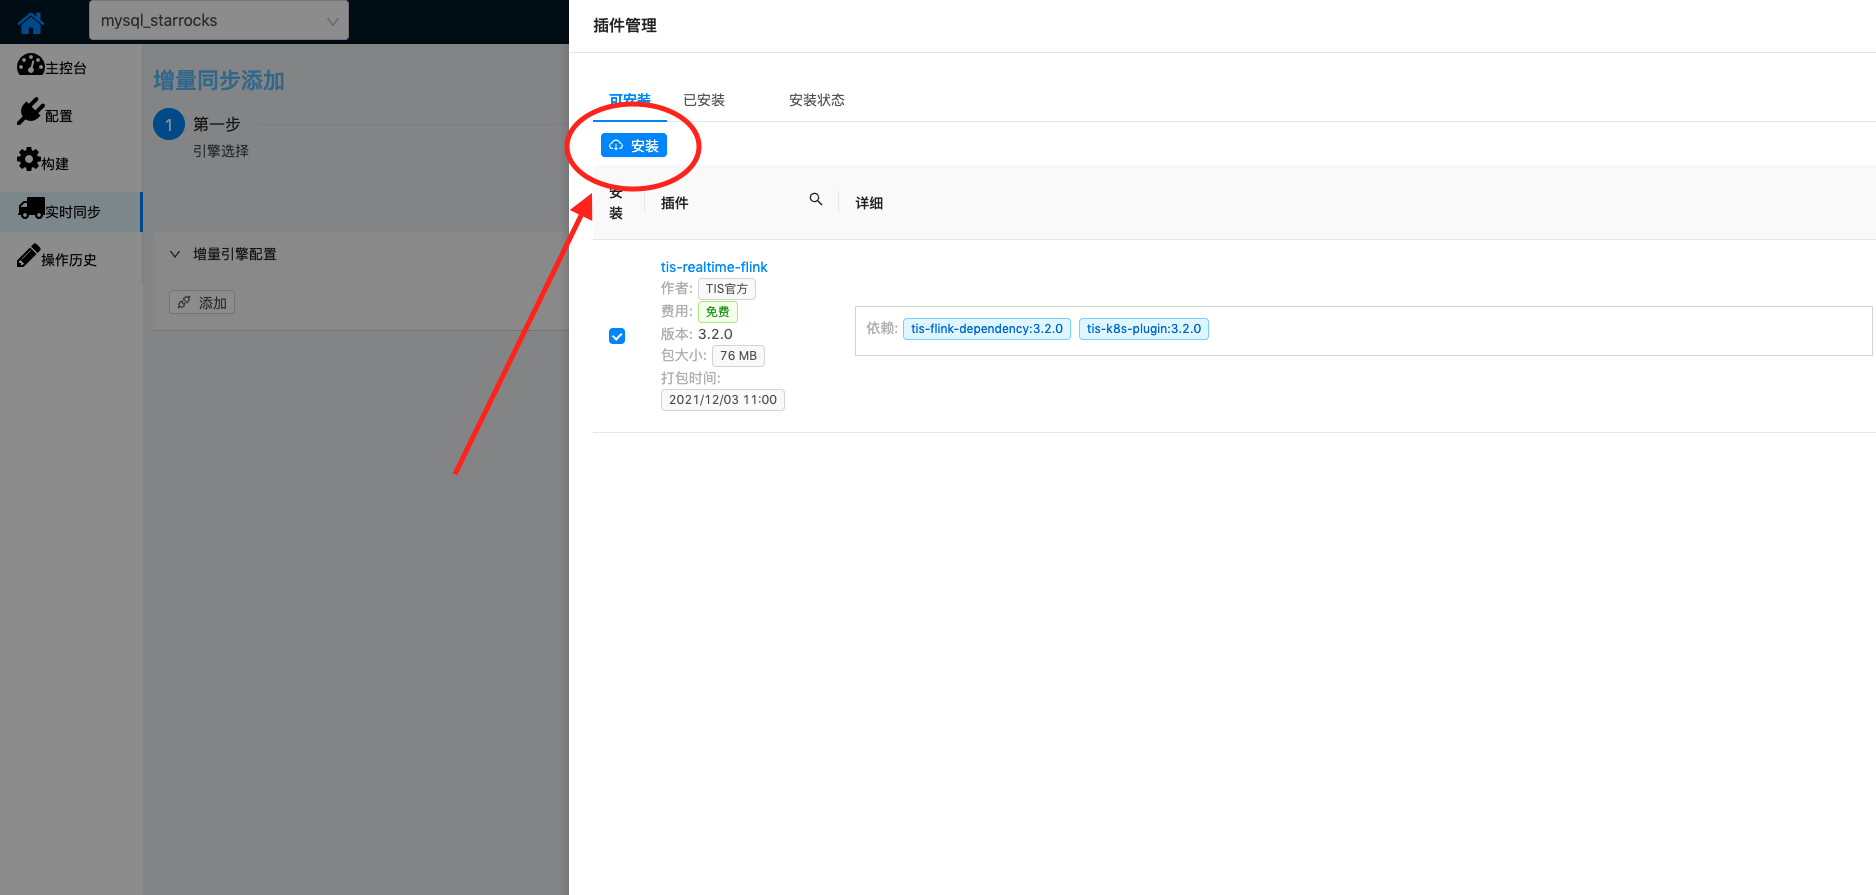 mysql_starrocks
主控台
配置
构建
实时同步
操作历史
增量同步添加
1 第一步
引擎选择
增量引擎配置
添加
插件管理
可安装 已安装 安装状态
安装
安装 插件 详细
tis-realtime-flink
作者: TIS官方
费用: 免费
版本: 3.2.0
包大小: 76 MB
打包时间:
2021/12/03 11:00
依赖: tis-flink-dependency:3.2.0 tis-k8s-plugin:3.2.0